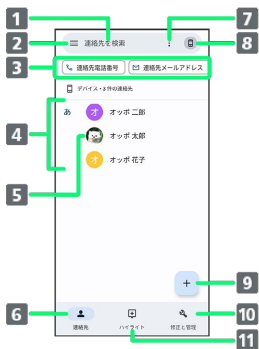 1
7
2
連絡先を検索
8
3
連絡先電話番号
連絡先メールアドレス
デバイス・3 件の連絡先
4
あ
オ
オッポ 二郎
5
オッポ 太郎
オ
オッポ 花子
9
+
6
10
連絡先
ハイライト
修正と管理
11